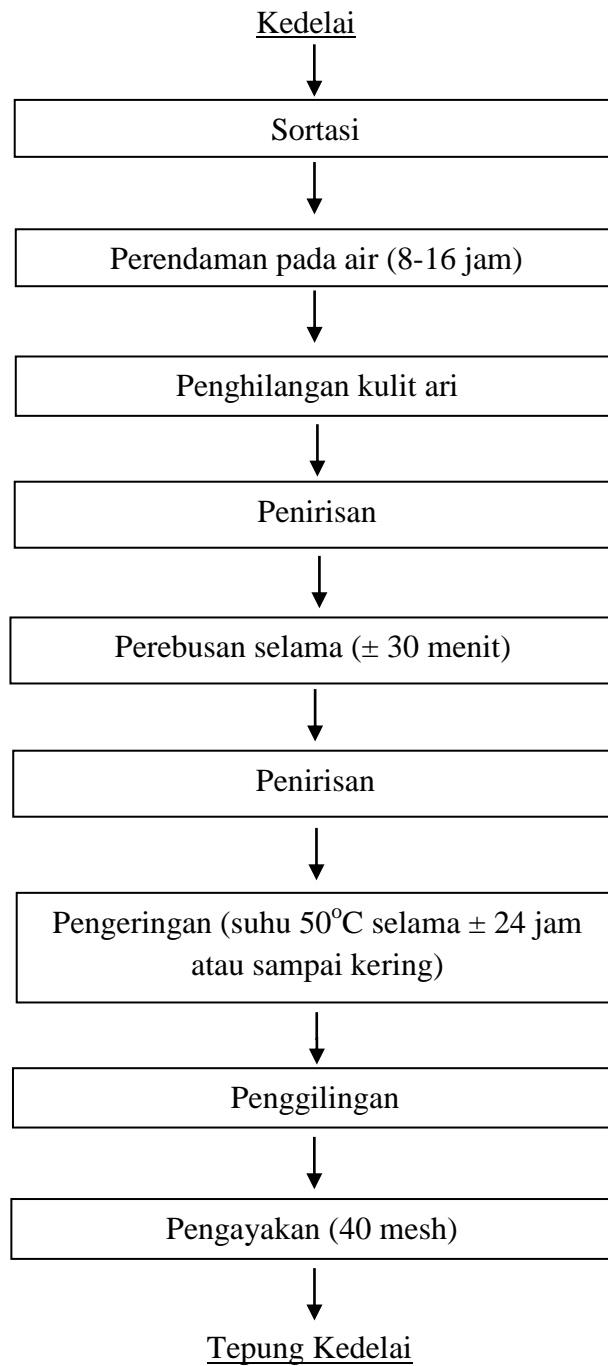 Kedelai
Sortasi
Perendaman pada air (8-16 jam)
Penghilangan kulit ari
Penirisan
Perebusan selama (± 30 menit)
Penirisan
Pengeringan (suhu 50°C selama ± 24 jam
atau sampai kering)
Penggilingan
Pengayakan (40 mesh)
Tepung Kedelai